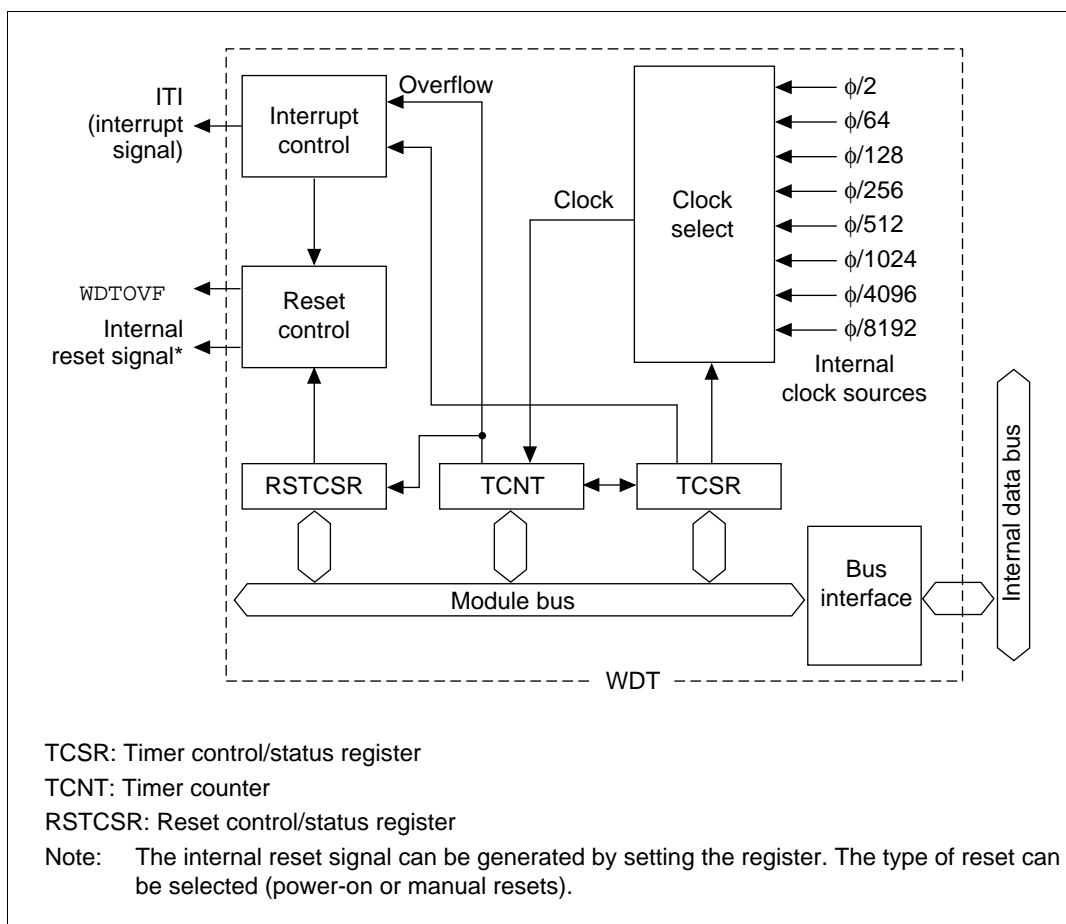 Overflow
ITI
(interrupt
signal)
Interrupt
control
WDTOVF
Internal
reset signal*
Reset
control
Clock
Clock
select
ϕ/2
ϕ/64
ϕ/128
ϕ/256
ϕ/512
ϕ/1024
ϕ/4096
ϕ/8192
Internal
clock sources
RSTCSR
TCNT
TCSR
Module bus
Bus
interface
Internal data bus
WDT
TCSR: Timer control/status register
TCNT: Timer counter
RSTCSR: Reset control/status register
Note: The internal reset signal can be generated by setting the register. The type of reset can
be selected (power-on or manual resets).